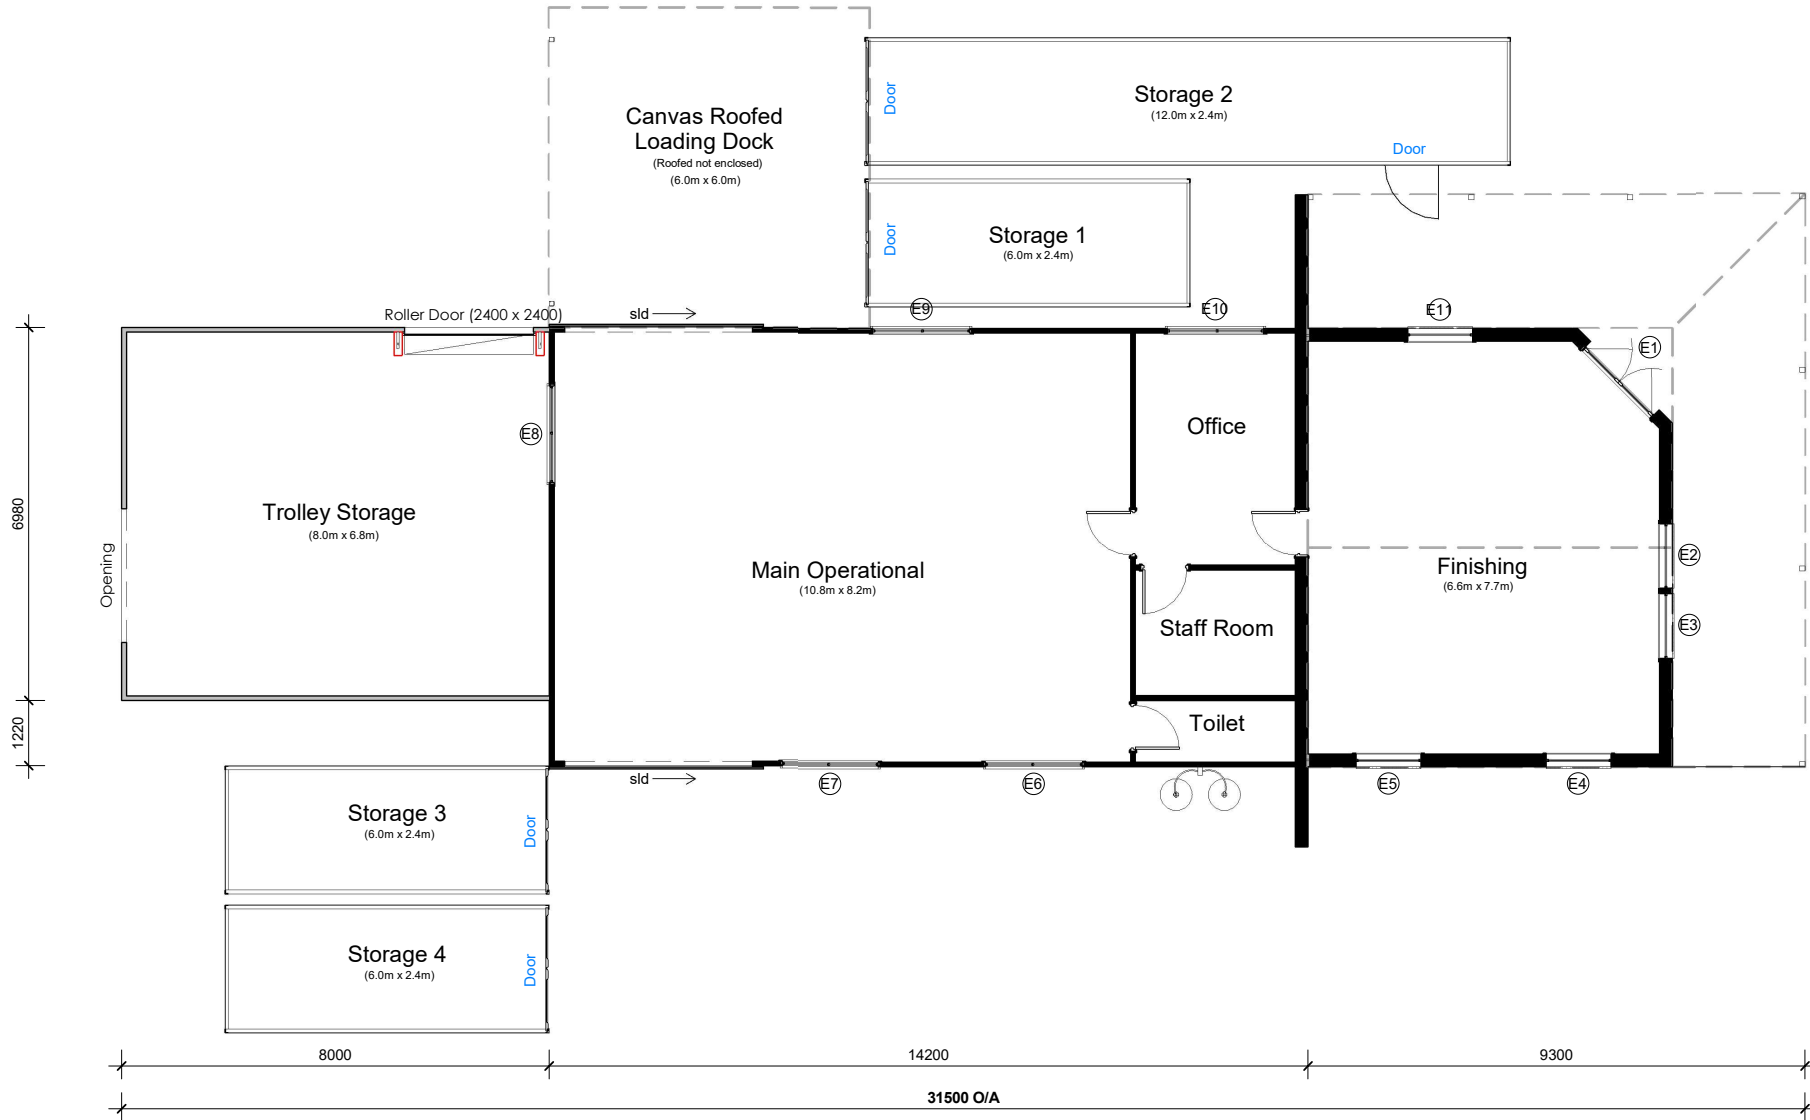 Canvas Roofed
Loading Dock
(Roofed not enclosed)
(6.0m x 6.0m)
Door
Storage 2
(12.0m x 2.4m)
Door
Door
Storage 1
(6.0m x 2.4m)
Roller Door (2400 x 2400)
sld
E9
E10
E11
E1
E8
Office
Trolley Storage
(8.0m x 6.8m)
6980
Opening
Main Operational
(10.8m x 8.2m)
Finishing
(6.6m x 7.7m)
E2
E3
Staff Room
Toilet
1220
sld
E7
E6
E5
E4
Storage 3
(6.0m x 2.4m)
Door
Storage 4
(6.0m x 2.4m)
Door
8000
14200
9300
31500 O/A